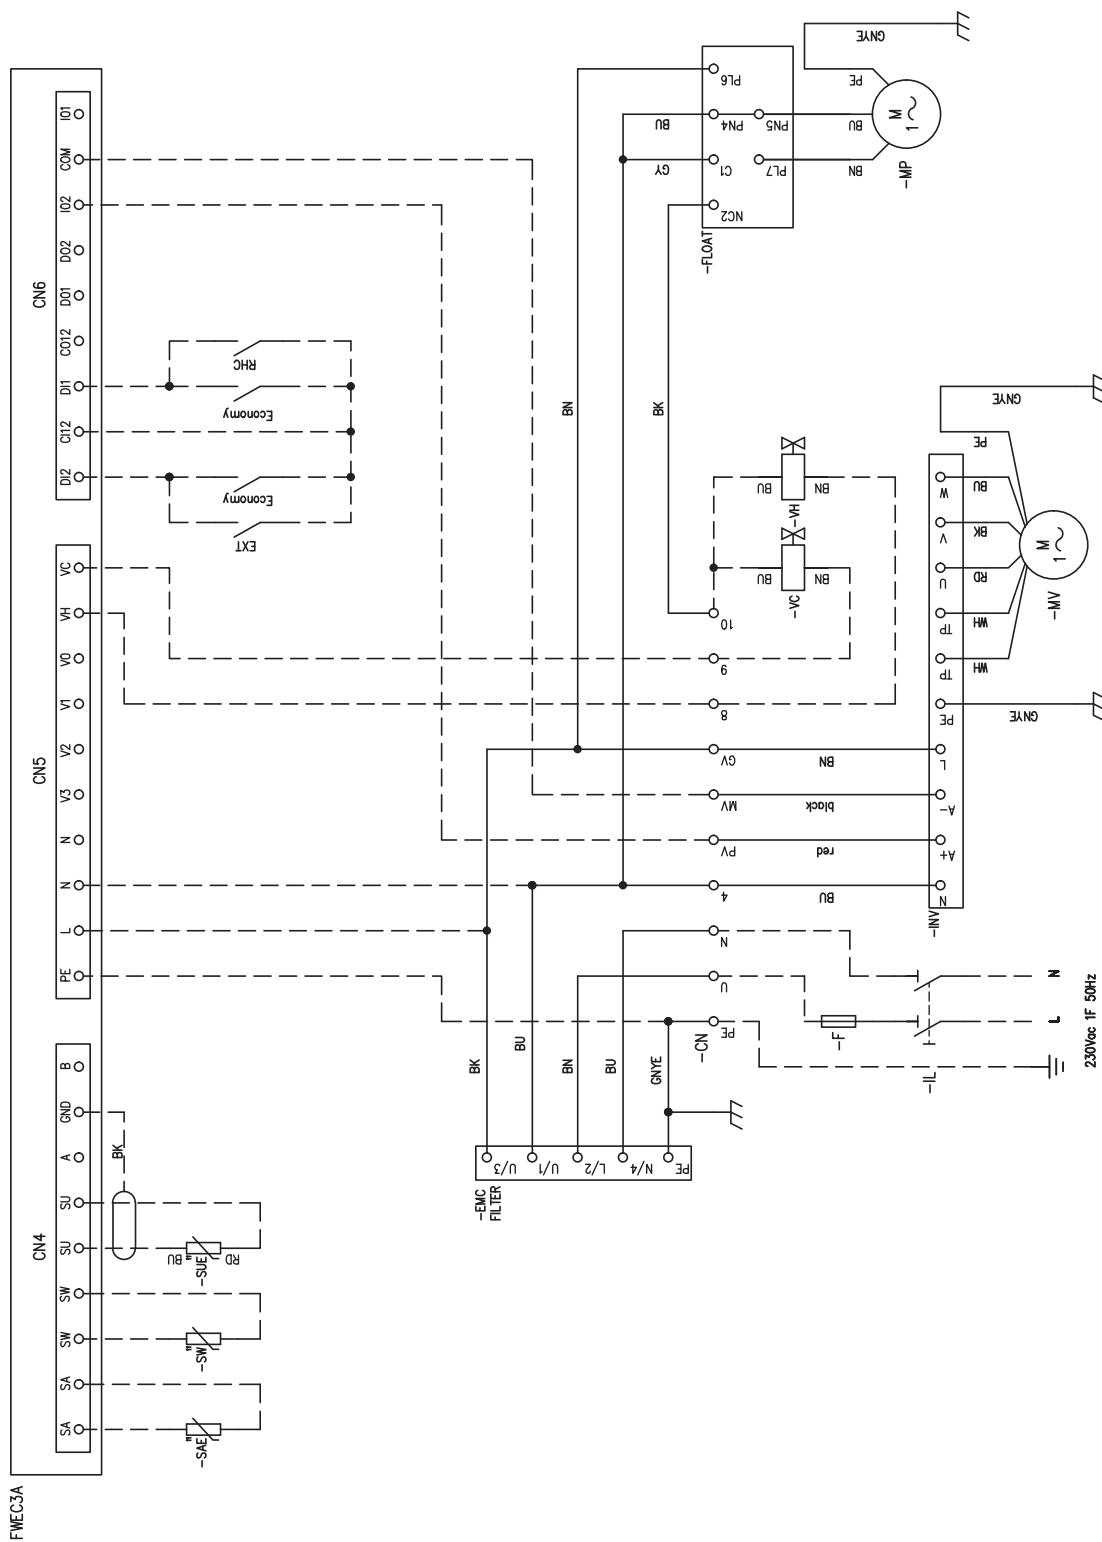 FWEC3A
CN4
SA
SA
SW
SW
SU
SU
A
GND
B
CN5
PE
L
N
N
V3
V2
V1
V0
VH
VC
CN6
DI2
CI12
DI1
CO12
DO1
DO2
IO2
COM
IO1
BK
-SAE
-SW
-SUE
BU
RD
EXT
Economy
Economy
RHC
-EMC
FILTER
U/3
U/1
L/2
N/4
PE
BK
BU
BN
BU
GNYE
BN
BK
GY
BU
-FLOAT
NC2
C1
PN4
PL6
PL7
PN5
BN
BU
PE
GNYE
-MP
M
1
-CN
PE
U
N
4
PV
MV
GV
8
9
10
BU
red
black
BN
-VC
BU
BN
-VH
BU
BN
-F
-IL
L
N
230Vac 1F 50Hz
-INV
N
A+
A-
L
PE
TP
TP
U
V
W
GNYE
WH
WH
RD
BK
BU
PE
GNYE
-MV
M
1